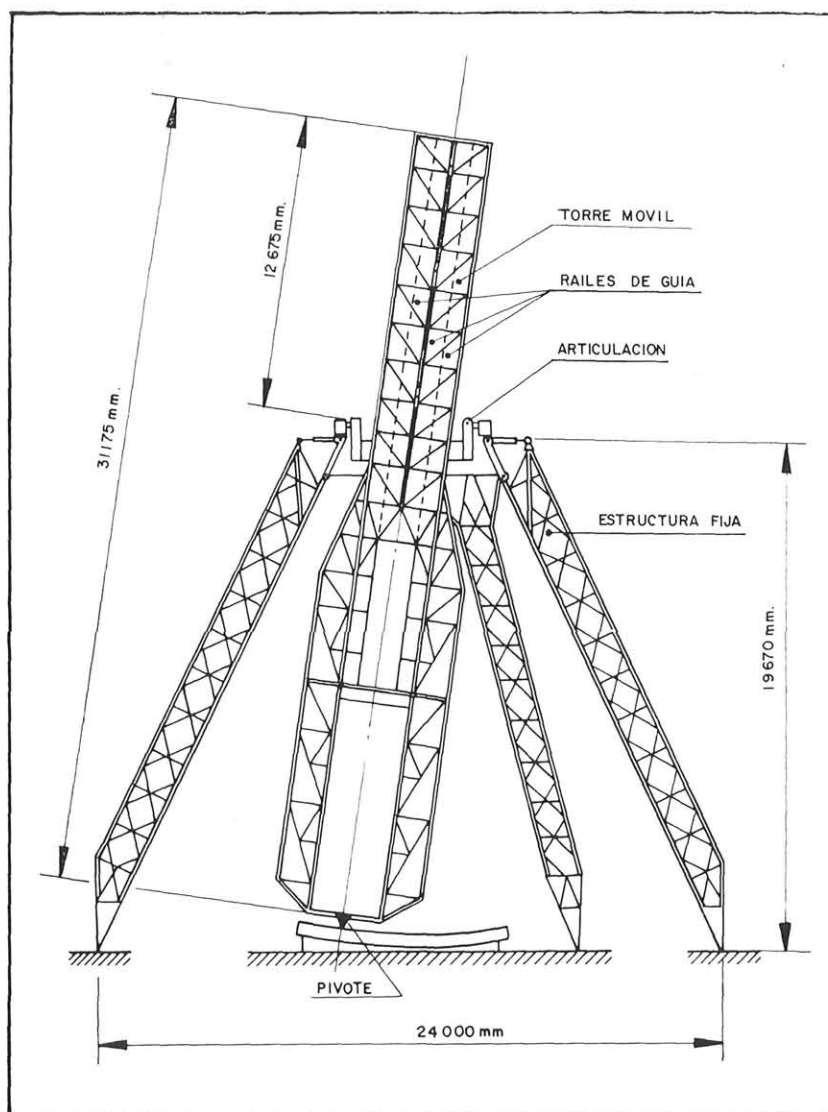 TORRE MOVIL
12 675 mm.
RAILES DE GUIA
ARTICULACION
31175 mm.
ESTRUCTURA FIJA
19670 mm.
PIVOTE
24 000 mm